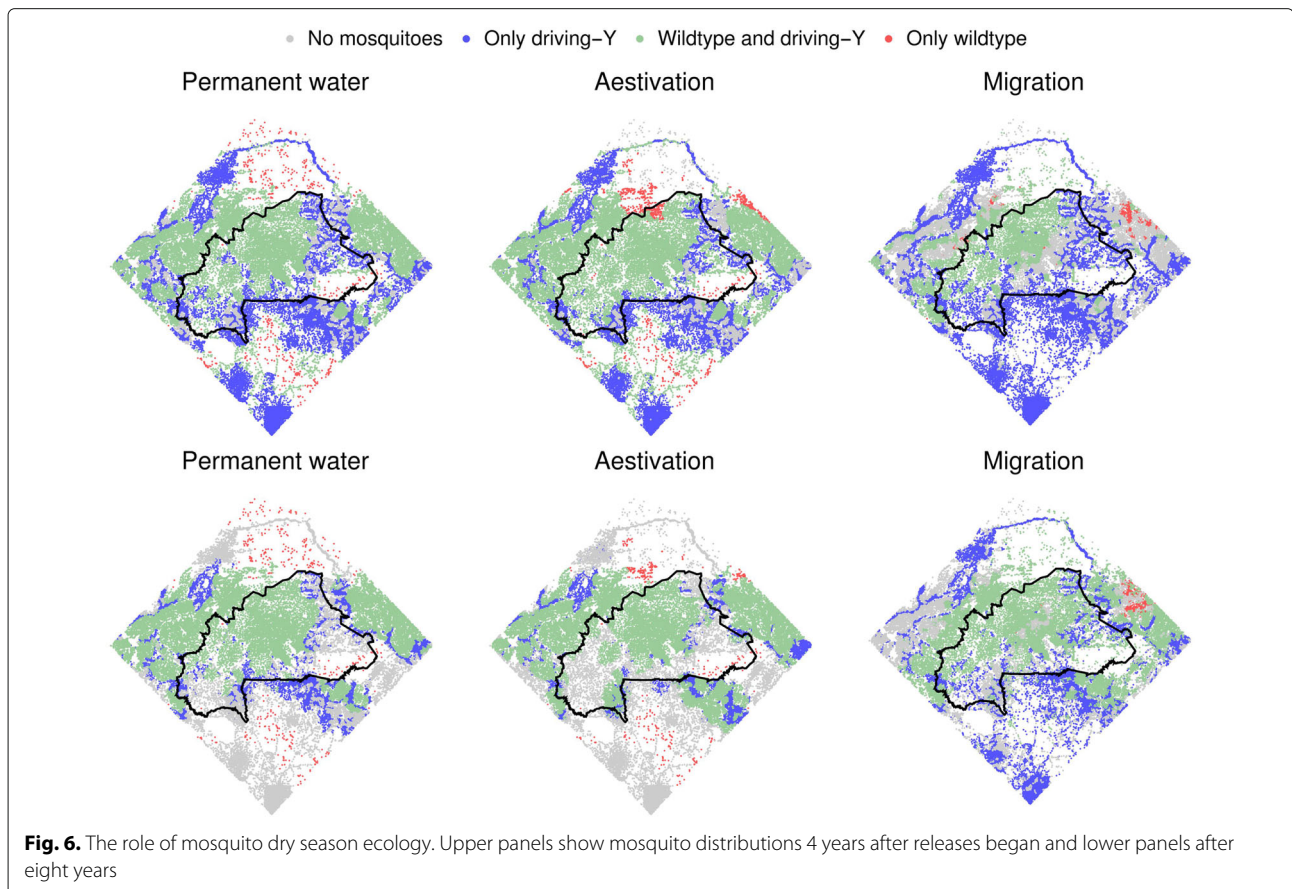 No mosquitoes Only driving-Y Wildtype and driving-Y Only wildtype
Permanent water Aestivation Migration
Permanent water Aestivation Migration
Fig. 6. The role of mosquito dry season ecology. Upper panels show mosquito distributions 4 years after releases began and lower panels after
eight years